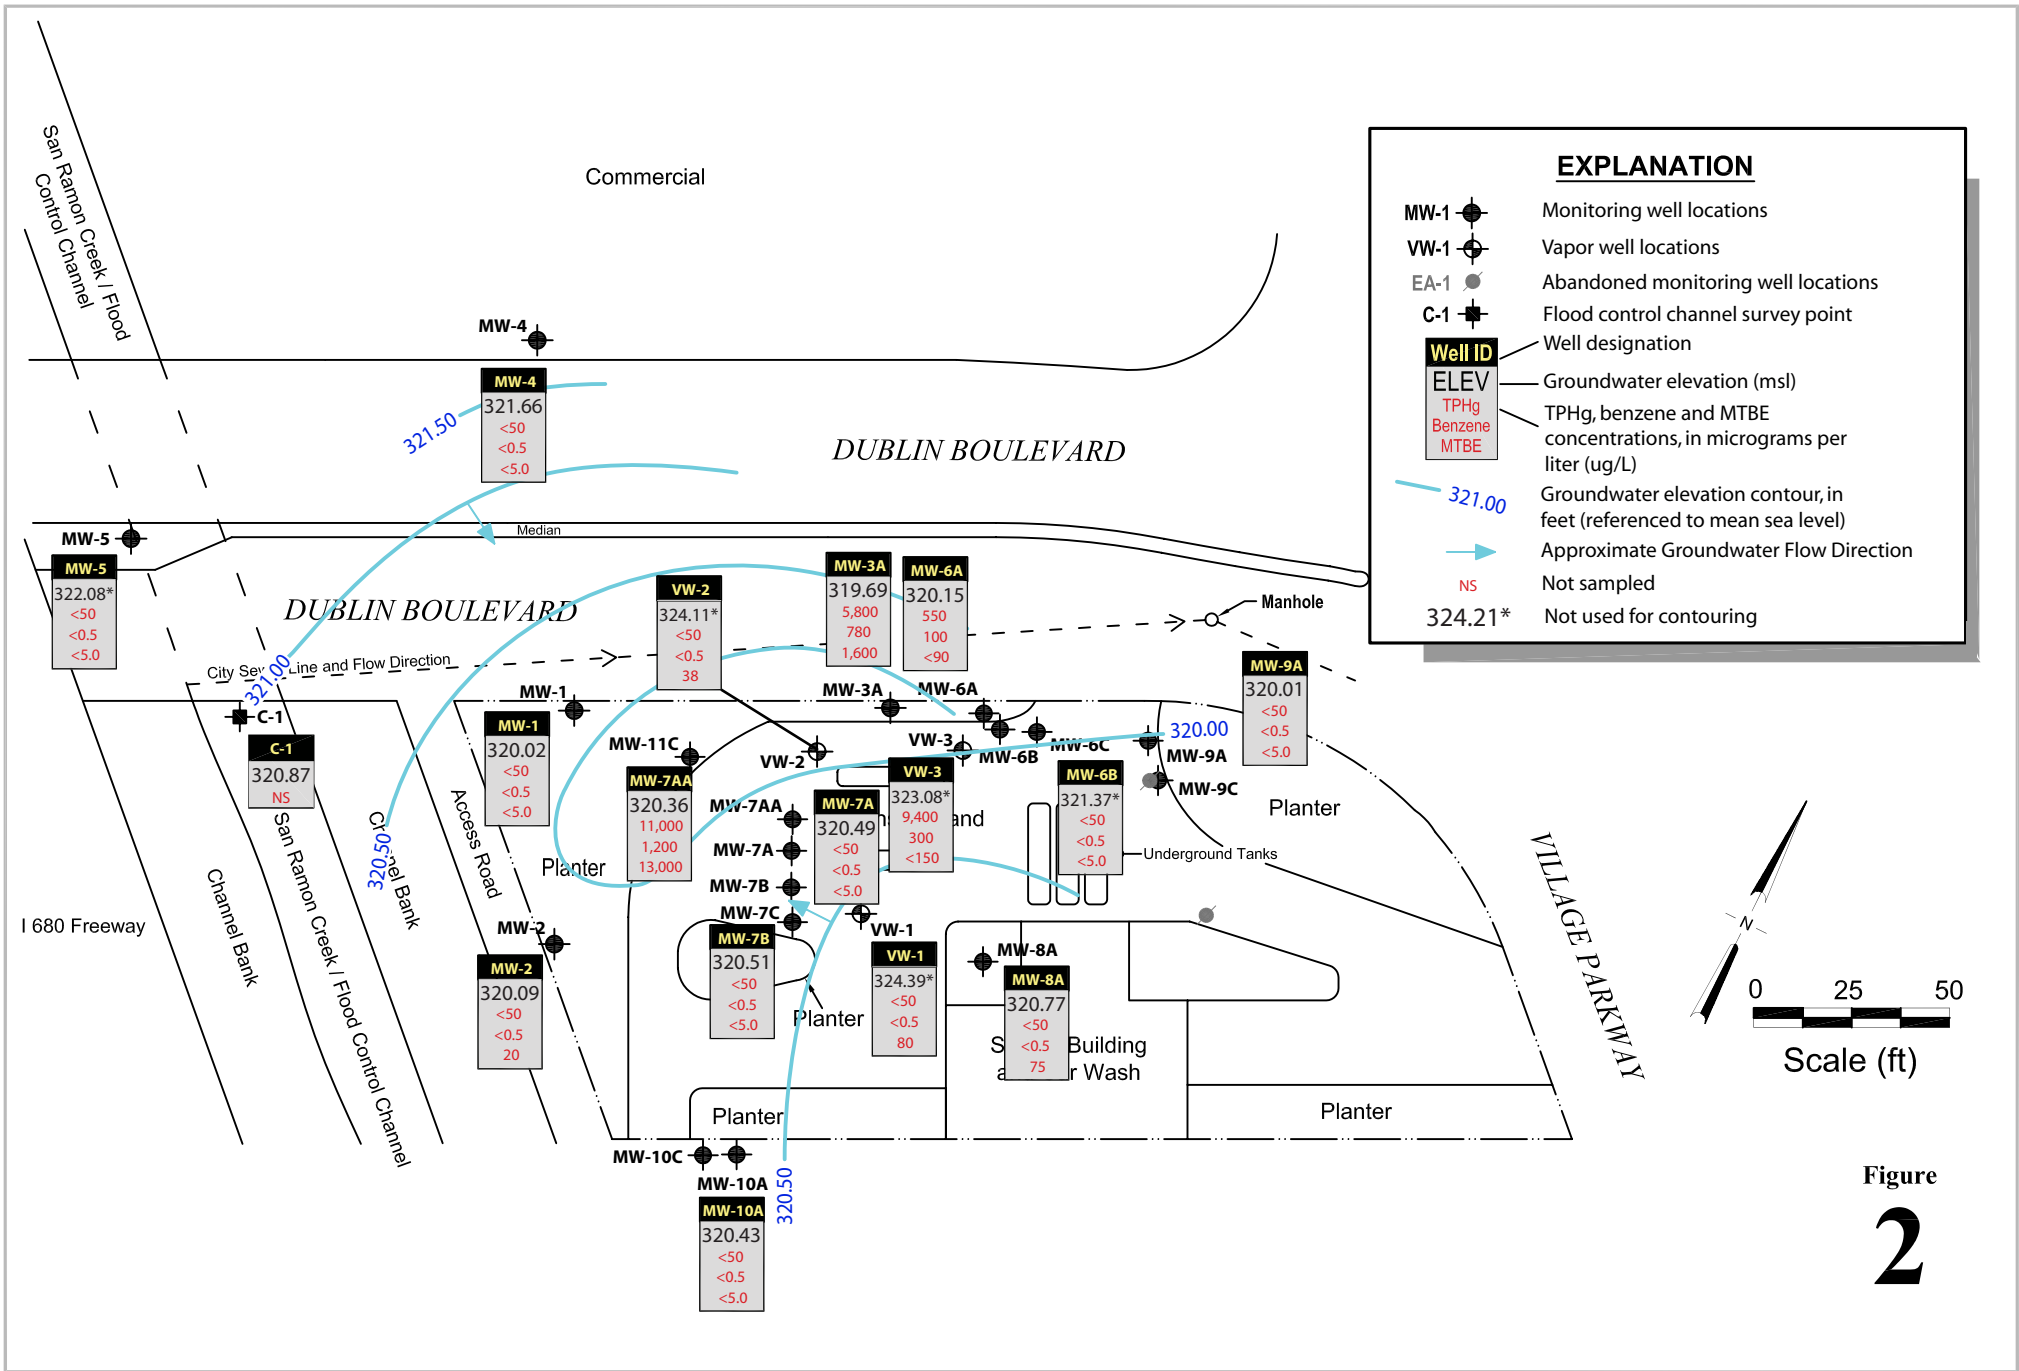 San Ramon Creek / Flood
Control Channel
Commercial
EXPLANATION
MW-1
Monitoring well locations
VW-1
Vapor well locations
EA-1
Abandoned monitoring well locations
C-1
Flood control channel survey point
Well ID
Well designation
ELEV
Groundwater elevation (msl)
TPHg
Benzene
MTBE
TPHg, benzene and MTBE
concentrations, in micrograms per
liter (ug/L)
321.00
Groundwater elevation contour, in
feet (referenced to mean sea level)
Approximate Groundwater Flow Direction
NS
Not sampled
324.21*
Not used for contouring
MW-4
MW-4
321.66
<50
<0.5
<5.0
321.50
DUBLIN BOULEVARD
Median
MW-5
MW-5
322.08*
<50
<0.5
<5.0
DUBLIN BOULEVARD
VW-2
324.11*
<50
<0.5
38
MW-3A
319.69
5,800
780
1,600
MW-6A
320.15
550
100
<90
Manhole
City Se Line and Flow Direction
321.00
MW-9A
320.01
<50
<0.5
<5.0
C-1
C-1
320.87
NS
MW-1
MW-1
320.02
<50
<0.5
<5.0
MW-3A
MW-6A
MW-11C
VW-2
VW-3
MW-6B
MW-6C
320.00
MW-9A
MW-9C
MW-7AA
320.36
11,000
1,200
13,000
MW-7AA
MW-7A
MW-7B
MW-7C
MW-7A
320.49
<50
<0.5
<5.0
VW-3
323.08*
9,400
300
<150
MW-6B
321.37*
<50
<0.5
<5.0
Underground Tanks
Planter
Planter
320.50
Channel Bank
San Ramon Creek / Flood Control Channel
Bank
Access Road
I 680 Freeway
MW-2
MW-2
320.09
<50
<0.5
20
MW-7B
320.51
<50
<0.5
<5.0
Planter
VW-1
VW-1
324.39*
<50
<0.5
80
MW-8A
MW-8A
320.77
<50
<0.5
75
Building
Wash
Planter
Planter
MW-10C
MW-10A
MW-10A
320.43
<50
<0.5
<5.0
320.50
VILLAGE PARKWAY
N
0 25 50
Scale (ft)
Figure
2